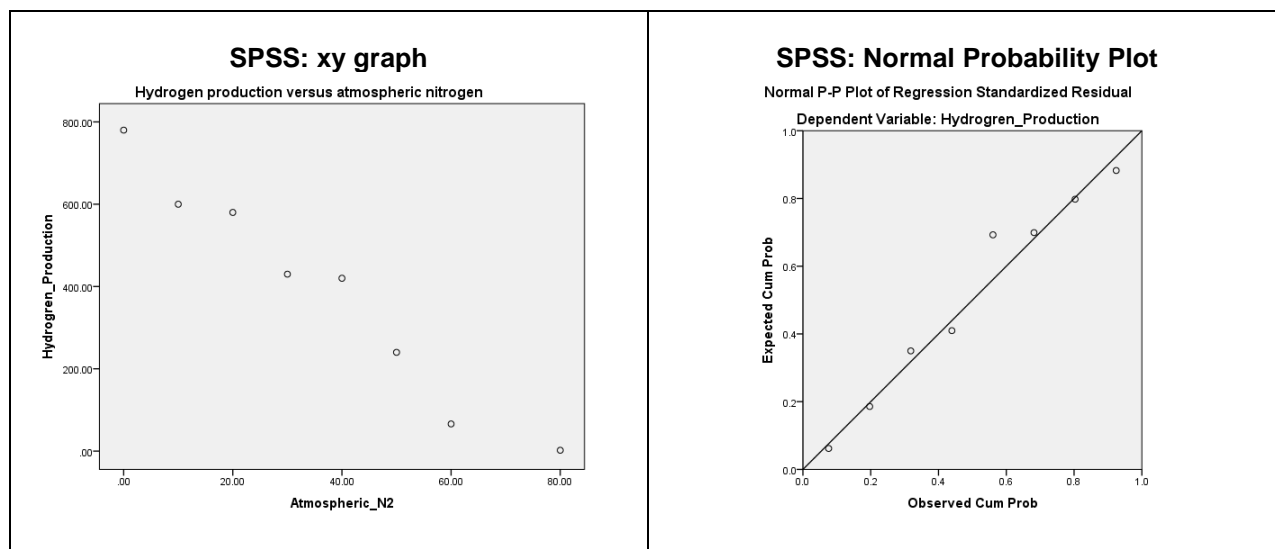 SPSS: xy graph
Hydrogen production versus atmospheric nitrogen
Hydrogren_Production
800.00
600.00
400.00
200.00
.00
.00
20.00
40.00
60.00
80.00
Atmospheric_N2
SPSS: Normal Probability Plot
Normal P-P Plot of Regression Standardized Residual
Dependent Variable: Hydrogren_Production
Expected Cum Prob
1.0
0.8
0.6
0.4
0.2
0.0
0.0
0.2
0.4
0.6
0.8
1.0
Observed Cum Prob